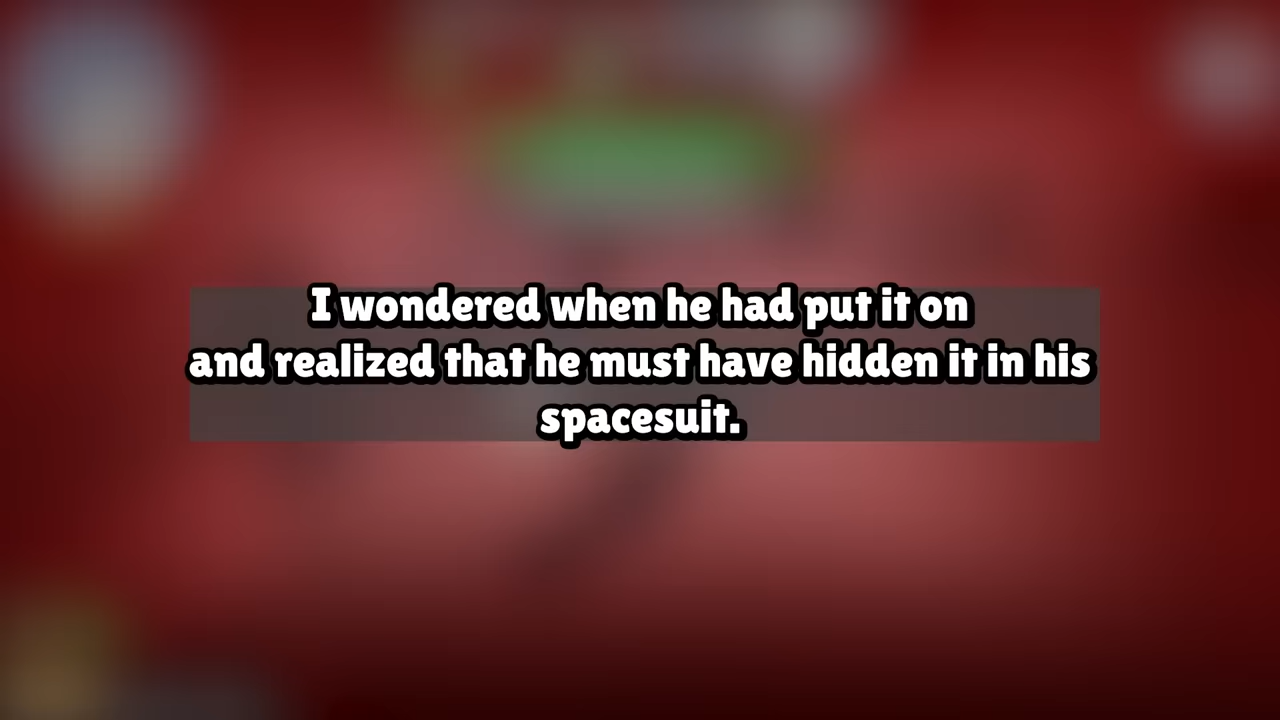 I wondered when he had put it on
and realized that he must have hidden it in his
spacesuit.